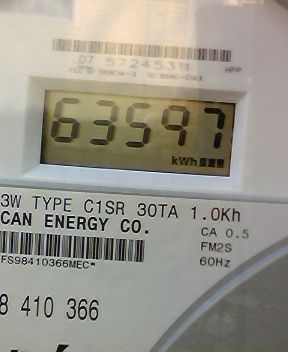 .07 57245311
HPP
63597
kWh
3W TYPE C1SR 30TA 1.0Kh
CAN ENERGY CO.
CA 0.5
FM2S
60Hz
FS98410366MEC*
8 410 366